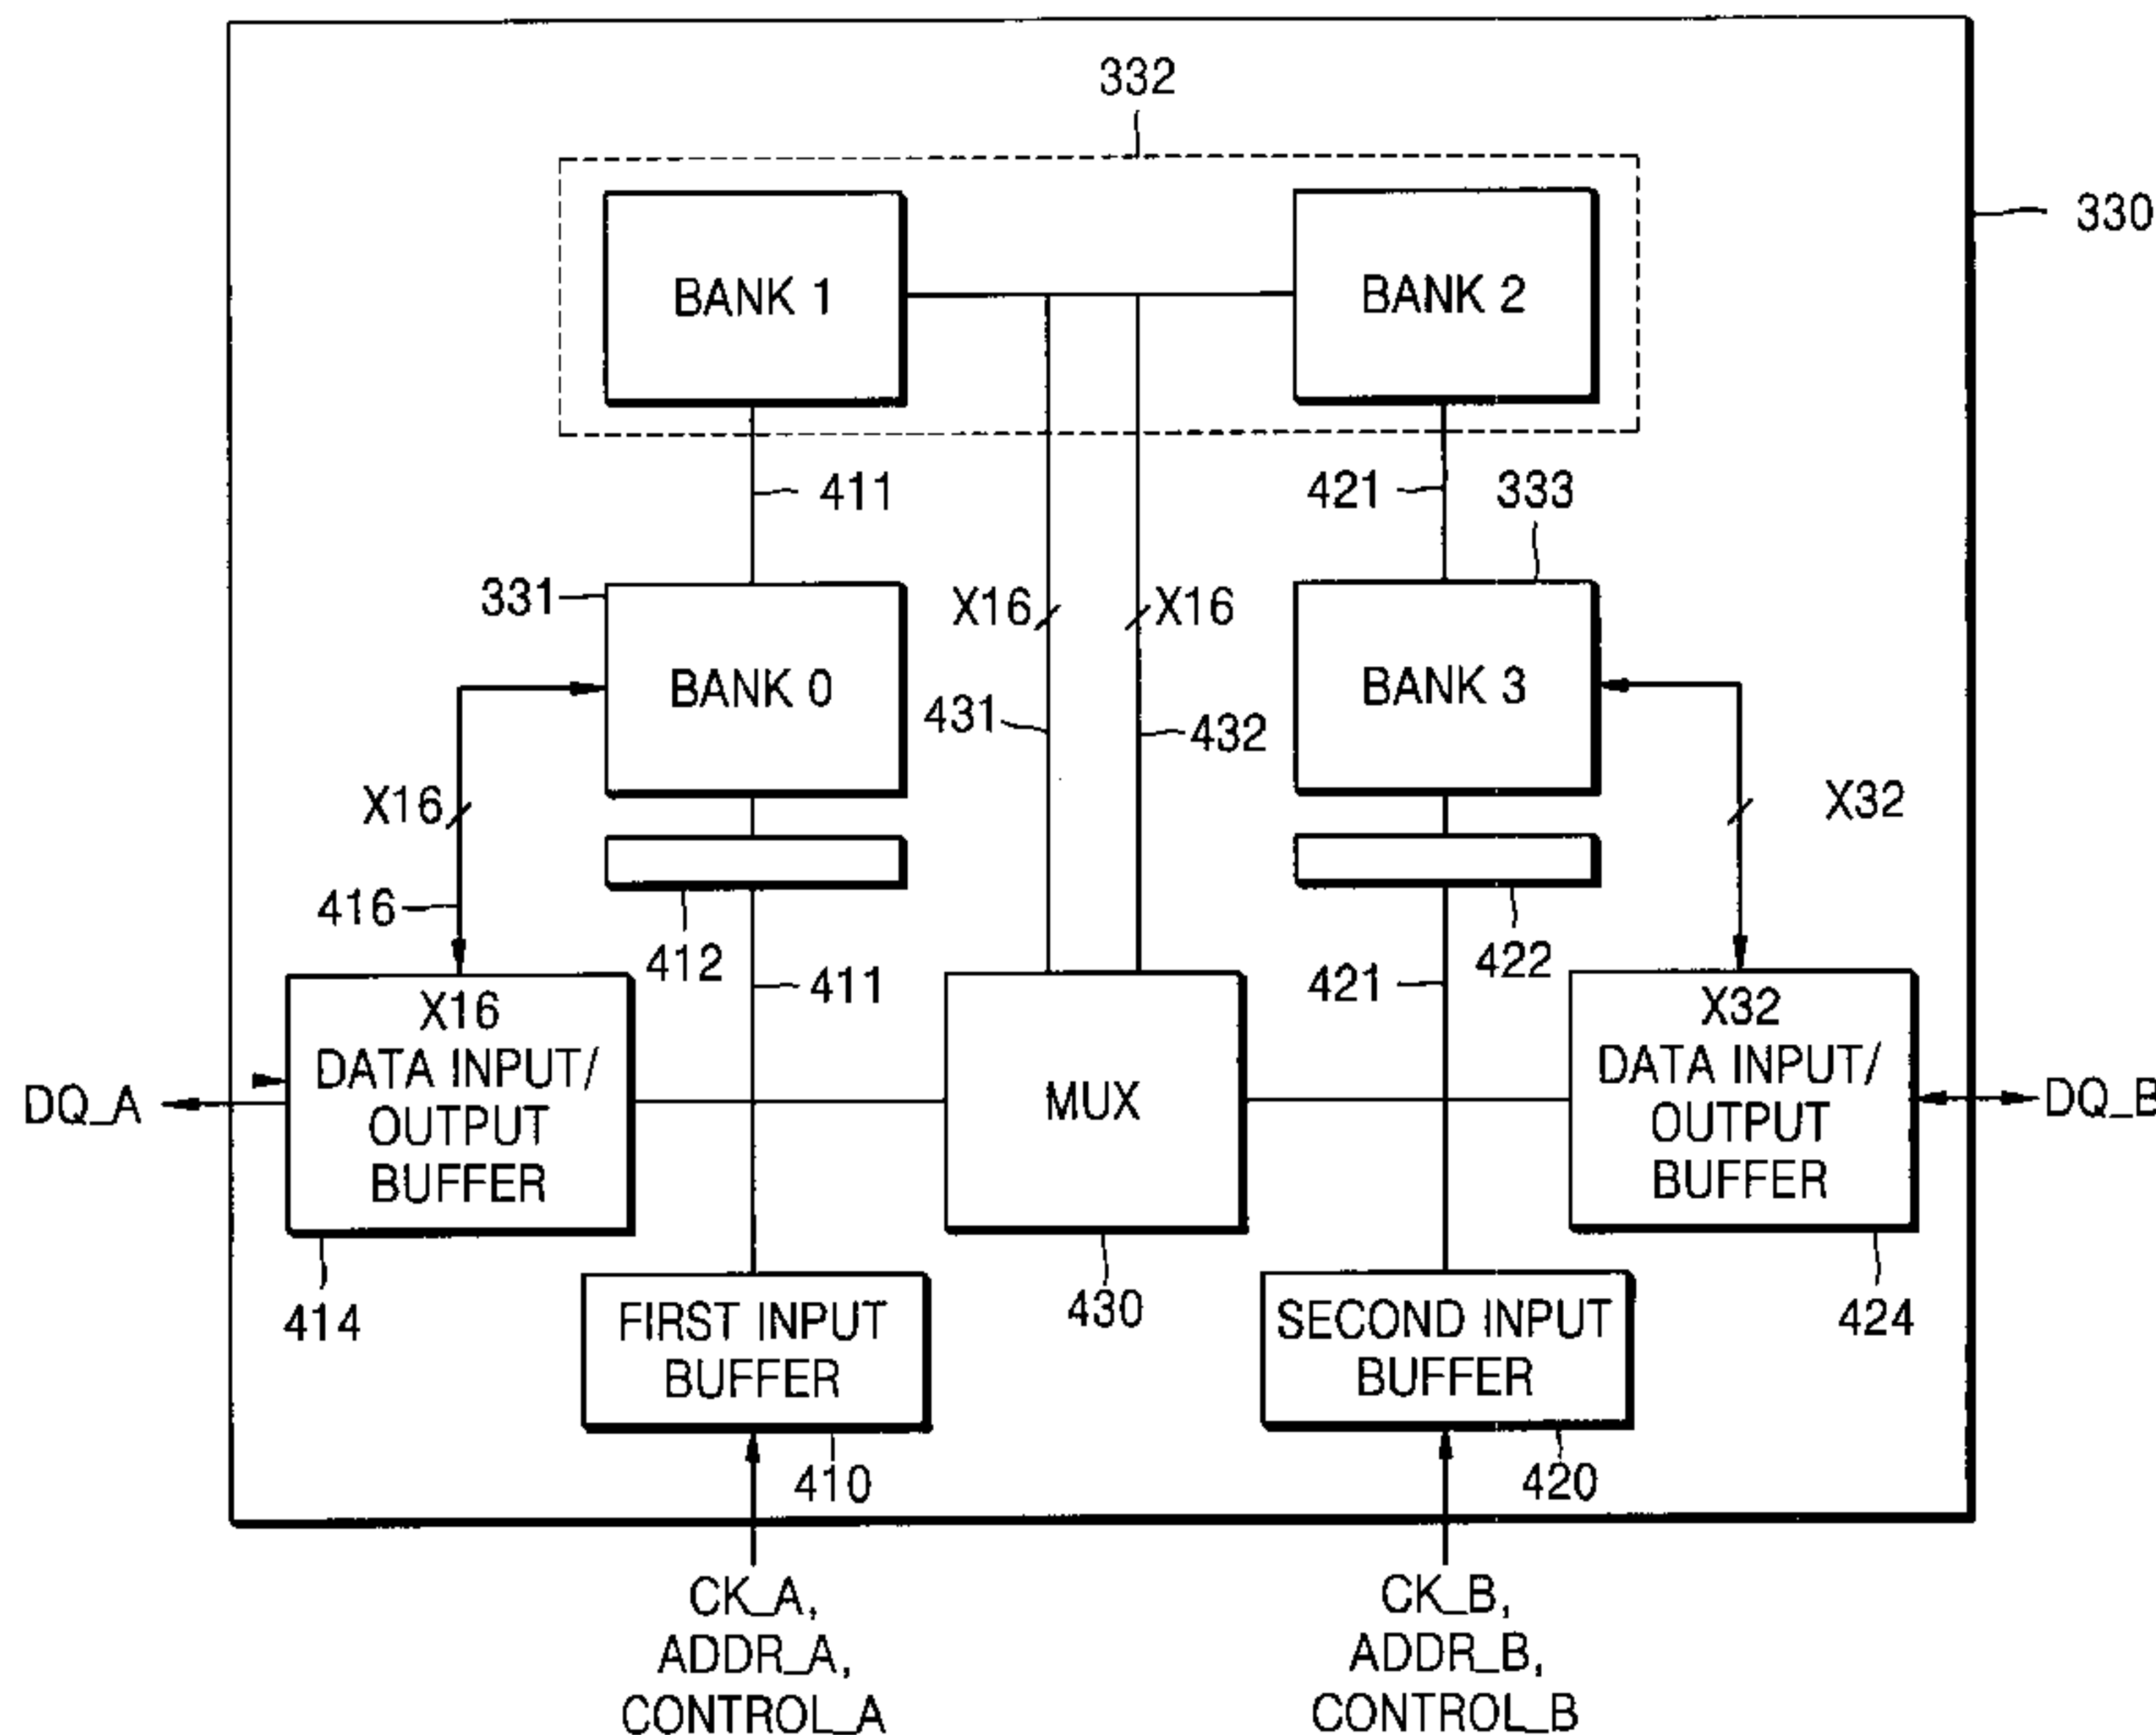 332
330
BANK 1
BANK 2
411
421
333
331
X16
X16
BANK 0
BANK 3
431
432
X16
X32
416
412
422
411
421
X16
DATA INPUT/
OUTPUT
BUFFER
MUX
X32
DATA INPUT/
OUTPUT
BUFFER
DQ_A
DQ_B
414
430
424
FIRST INPUT
BUFFER
SECOND INPUT
BUFFER
410
420
CK_A,
ADDR_A,
CONTROL_A
CK_B,
ADDR_B,
CONTROL_B